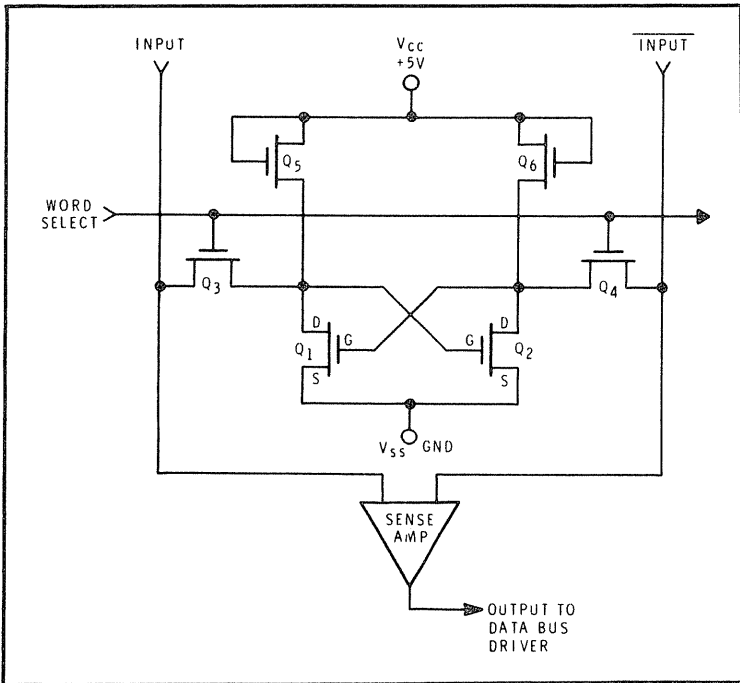 INPUT
VCC
+5V
INPUT
Q5
Q6
WORD
SELECT
Q3
Q4
D
G
Q1
S
D
G
Q2
S
VSS
GND
SENSE
AMP
OUTPUT TO
DATA BUS
DRIVER